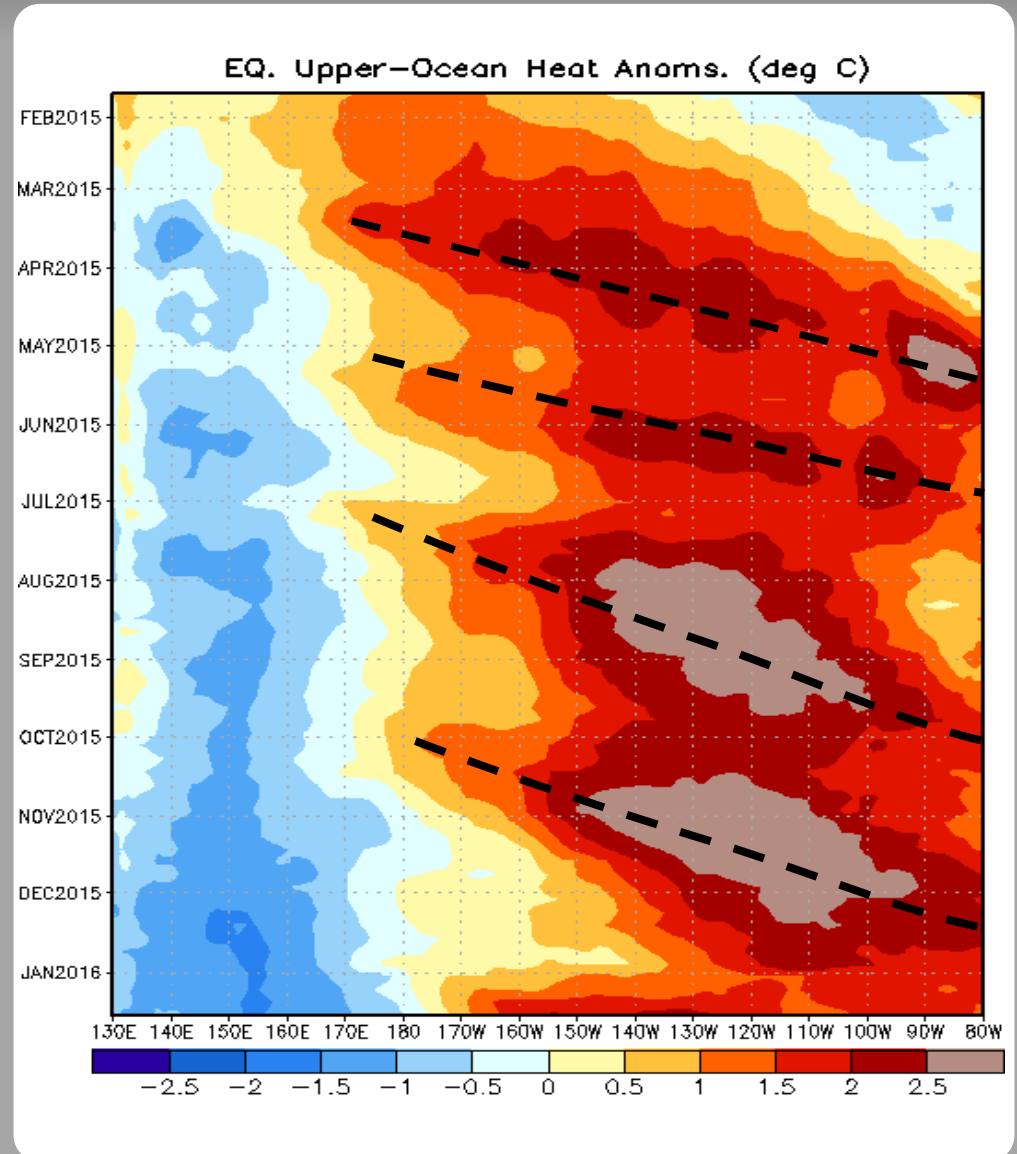 EQ. Upper-Ocean Heat Anoms. (deg C)
FEB2015
MAR2015
APR2015
MAY2015
JUN2015
JUL2015
AUG2015
SEP2015
OCT2015
NOV2015
DEC2015
JAN2016
130E 140E 150E 160E 170E 180 170W 160W 150W 140W 130W 120W 110W 100W 90W 80W
−2.5 −2 −1.5 −1 −0.5 0 0.5 1 1.5 2 2.5